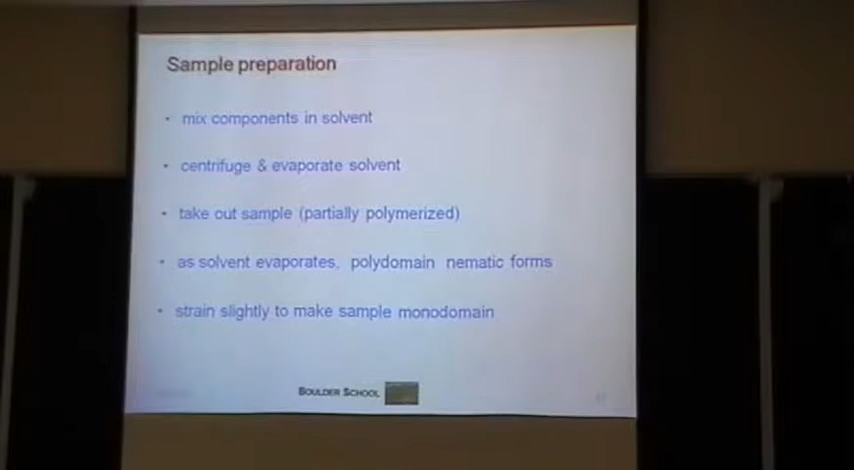 Sample preparation
• mix components in solvent
• centrifuge & evaporate solvent
• take out sample (partially polymerized)
• as solvent evaporates, polydomain nematic forms
• strain slightly to make sample monodomain
BOULDER SCHOOL